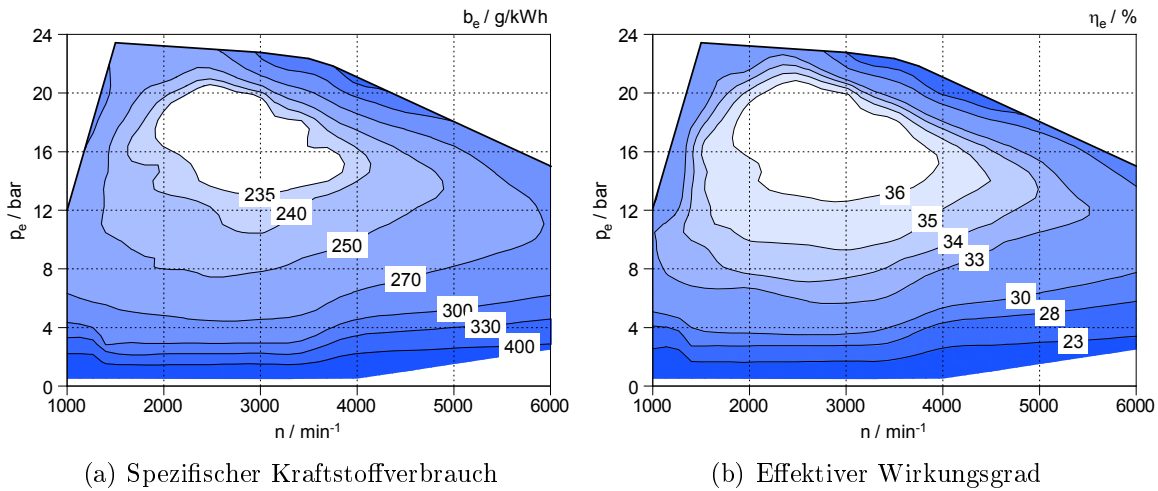 b_e / g/kWh
24
20
16
12
8
4
0
p_e / bar
235
240
250
270
300
330
400
1000 2000 3000 4000 5000 6000
n / min⁻¹
(a) Spezifischer Kraftstoffverbrauch
η_e / %
24
20
16
12
8
4
0
p_e / bar
36
35
34
33
30
28
23
1000 2000 3000 4000 5000 6000
n / min⁻¹
(b) Effektiver Wirkungsgrad